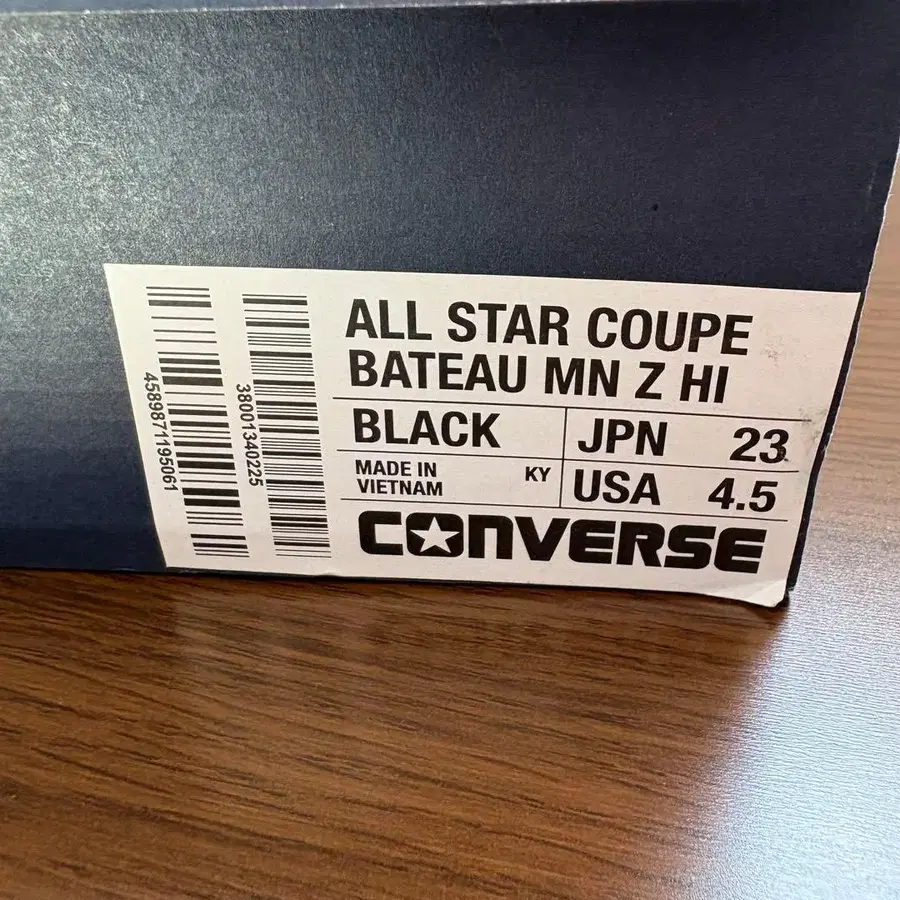 4589871195061
38001340225
ALL STAR COUPE
BATEAU MN Z HI
BLACK
JPN 23
MADE IN
VIETNAM
KY
USA 4.5
CONVERSE